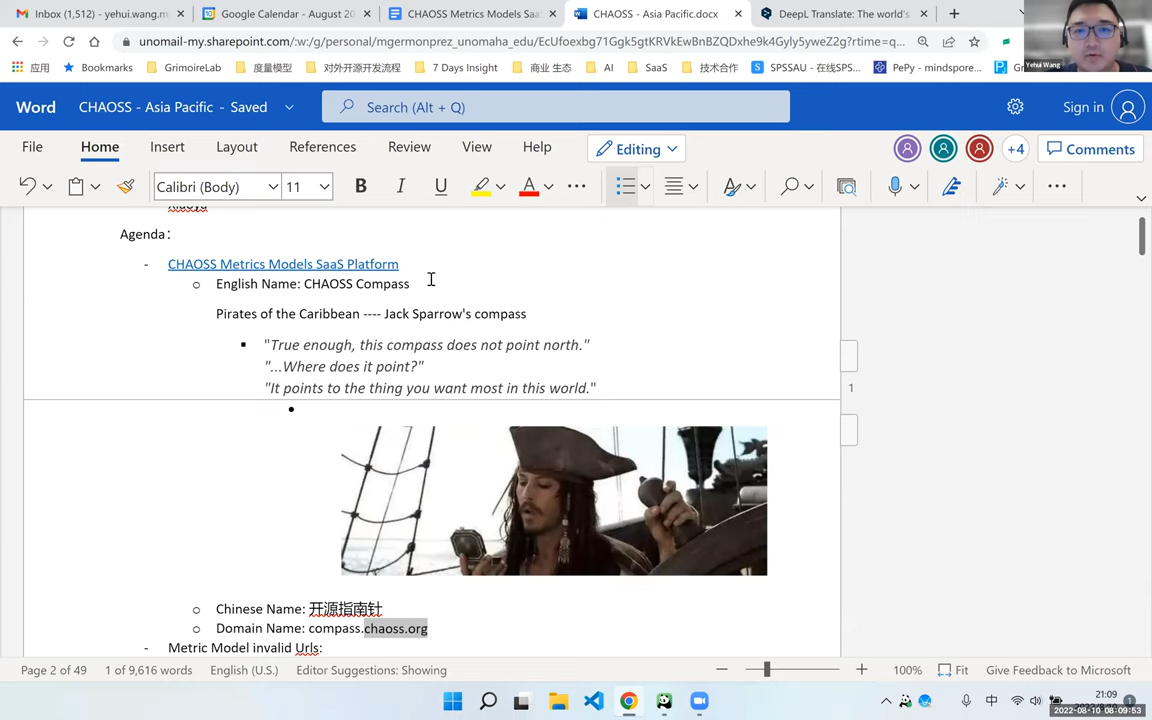 Inbox (1,512) - yehui.wang.m
Google Calendar - August 20
CHAOSS Metrics Models SaaS
CHAOSS - Asia Pacific.docx
DeepL Translate: The world's
unomail-my.sharepoint.com/:w:/g/personal/mgermonprez_unomaha_edu/EcUfoexbg71Ggk5gtKRVkEwBnBZQDxhe9k4Gyly5yweZ2g?rtime=q...
Yehui Wang
应用
Bookmarks
GrimoireLab
度量模型
对外开源开发流程
7 Days Insight
商业 生态
AI
SaaS
技术合作
SPSSAU - 在线SPS...
PePy - mindspore...
Word
CHAOSS - Asia Pacific - Saved
Search (Alt + Q)
Sign in
File Home Insert Layout References Review View Help
Editing
+4
Comments
Calibri (Body)
11
B I U
Agenda：
- CHAOSS Metrics Models SaaS Platform
o English Name: CHAOSS Compass
Pirates of the Caribbean ---- Jack Sparrow's compass
▪ "True enough, this compass does not point north."
"...Where does it point?"
"It points to the thing you want most in this world."
1
o Chinese Name: 开源指南针
o Domain Name: compass.chaoss.org
- Metric Model invalid Urls:
Page 2 of 49
1 of 9,616 words
English (U.S.)
Editor Suggestions: Showing
100%
Fit
Give Feedback to Microsoft
中
21:09
2022-08-10 08:09:53